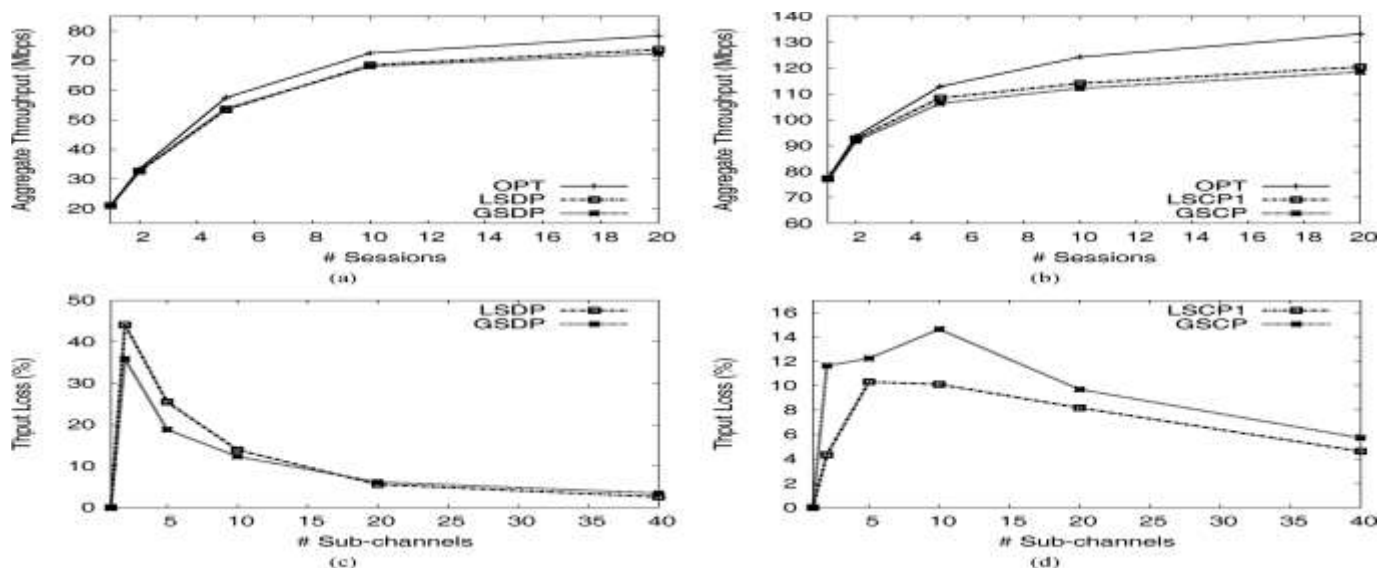 Aggregate Throughput (Mbps)
80
70
60
50
40
30
20
OPT
LSDP
GSDP
2 4 6 8 10 12 14 16 18 20
# Sessions
(a)
Aggregate Throughput (Mbps)
140
130
120
110
100
90
80
70
60
OPT
LSCP1
GSCP
2 4 6 8 10 12 14 16 18 20
# Sessions
(b)
Thput Loss (%)
50
40
30
20
10
0
LSDP
GSDP
5 10 15 20 25 30 35 40
# Sub-channels
(c)
Thput Loss (%)
16
14
12
10
8
6
4
2
0
LSCP1
GSCP
5 10 15 20 25 30 35 40
# Sub-channels
(d)